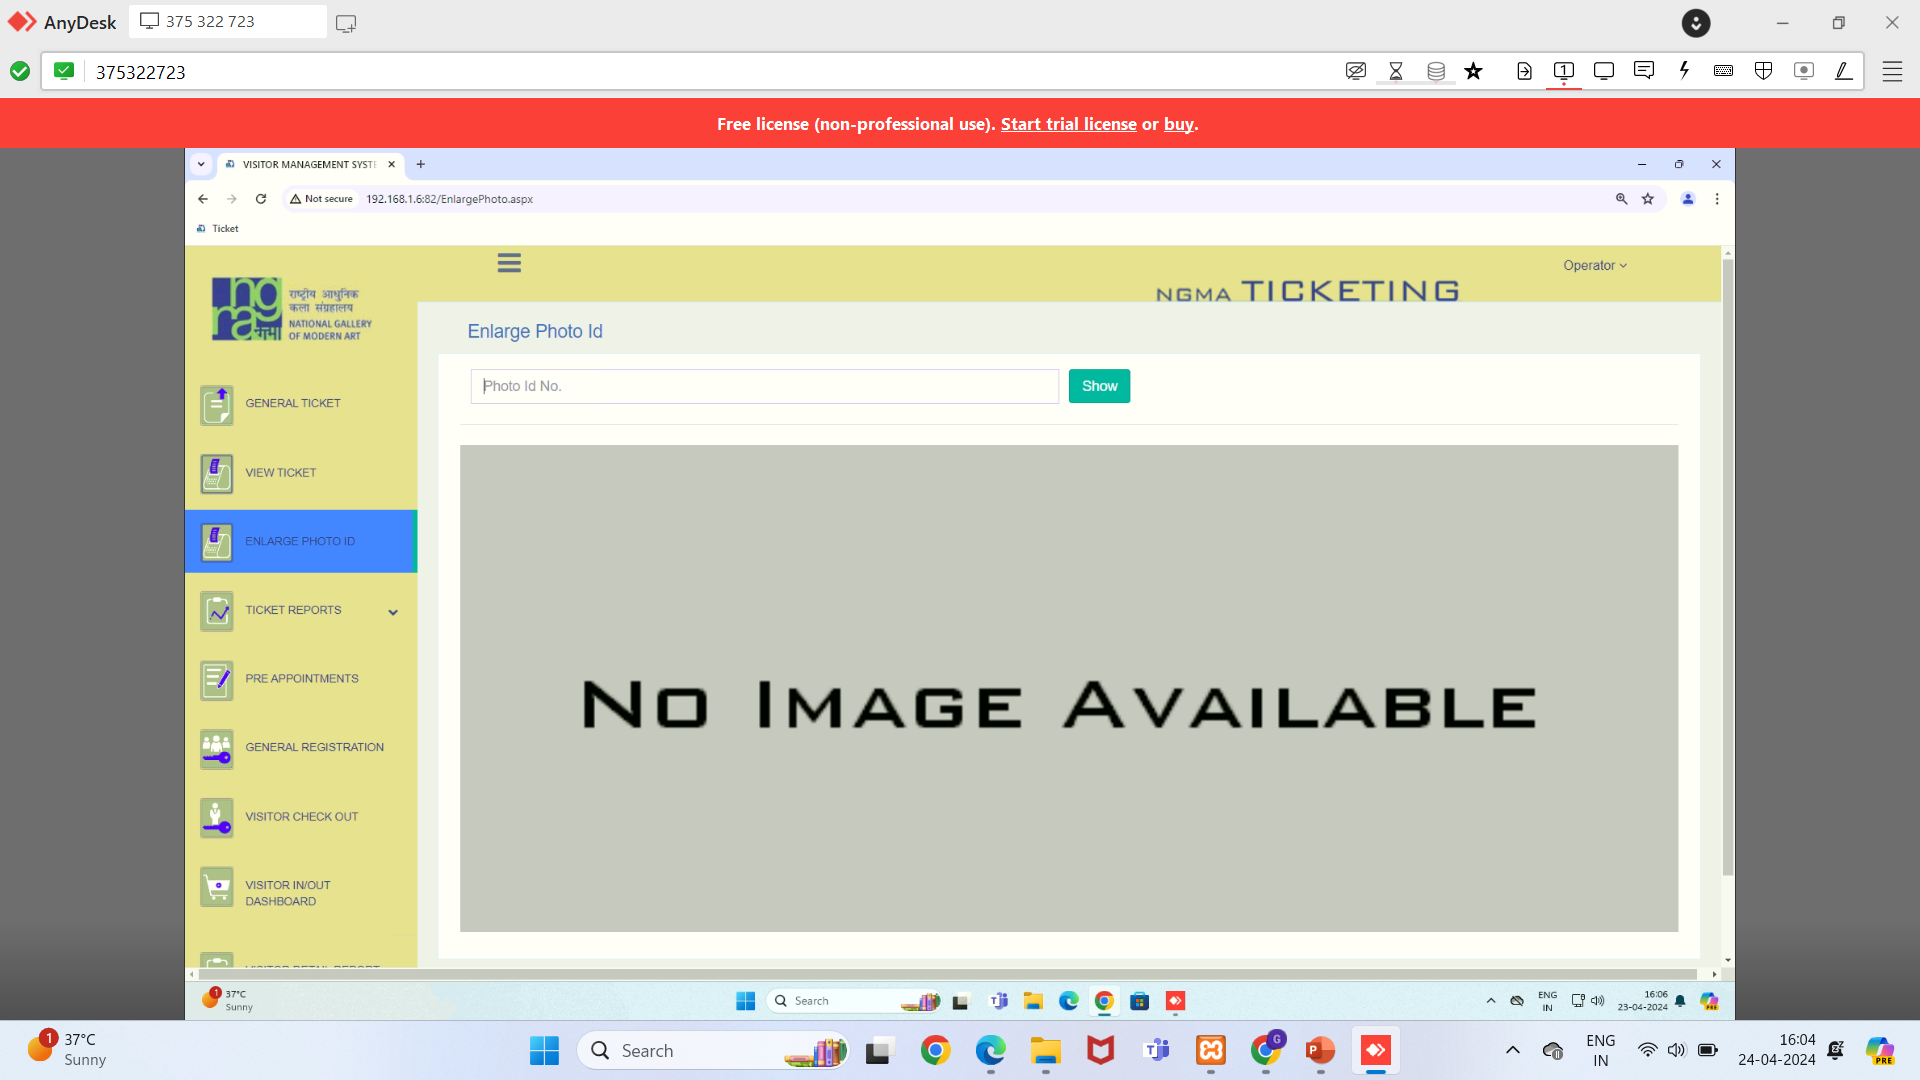 AnyDesk
375 322 723
375322723
Free license (non-professional use). Start trial license or buy.
VISITOR MANAGEMENT SYSTE
Not secure
192.168.1.6:82/EnlargePhoto.aspx
Ticket
राष्ट्रीय आधुनिक
कला संग्रहालय
NATIONAL GALLERY
OF MODERN ART
Operator
NGMA TICKETING
Enlarge Photo Id
Photo Id No.
Show
GENERAL TICKET
VIEW TICKET
ENLARGE PHOTO ID
TICKET REPORTS
PRE APPOINTMENTS
GENERAL REGISTRATION
VISITOR CHECK OUT
VISITOR IN/OUT
DASHBOARD
NO IMAGE AVAILABLE
1
37°C
Sunny
Search
ENG
IN
16:06
23-04-2024
1
37°C
Sunny
Search
ENG
IN
16:04
24-04-2024
PRE